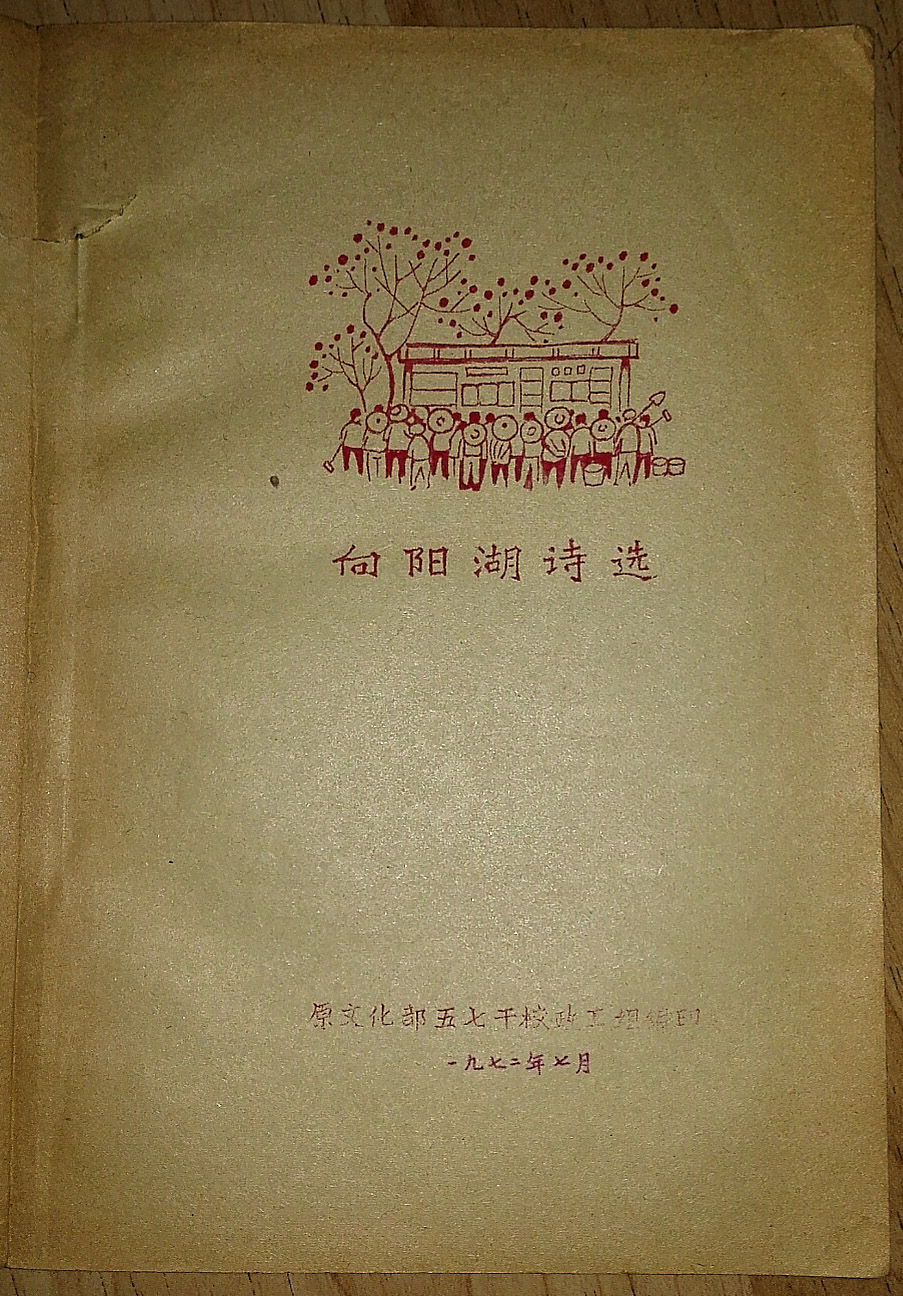 向阳湖诗选
原文化部五七干校政工组编印
一九七二年七月